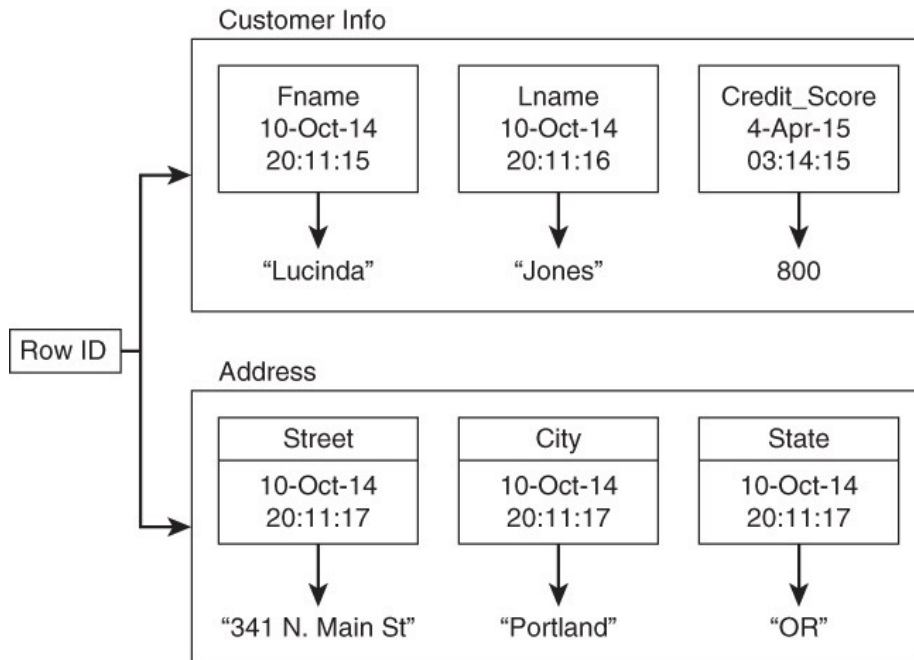 Customer Info
Fname
10-Oct-14
20:11:15
Lname
10-Oct-14
20:11:16
Credit_Score
4-Apr-15
03:14:15
“Lucinda”
“Jones”
800
Row ID
Address
Street
10-Oct-14
20:11:17
City
10-Oct-14
20:11:17
State
10-Oct-14
20:11:17
“341 N. Main St”
“Portland”
“OR”